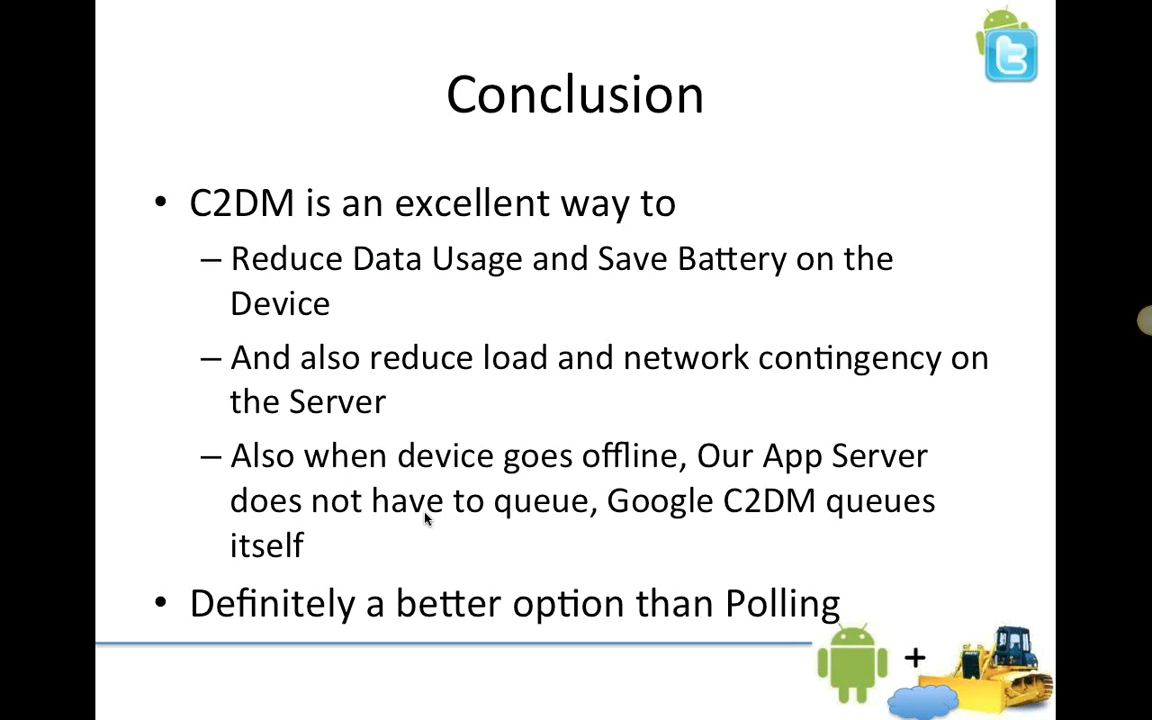 Conclusion
• C2DM is an excellent way to
– Reduce Data Usage and Save Battery on the
Device
– And also reduce load and network contingency on
the Server
– Also when device goes offline, Our App Server
does not have to queue, Google C2DM queues
itself
• Definitely a better option than Polling
+